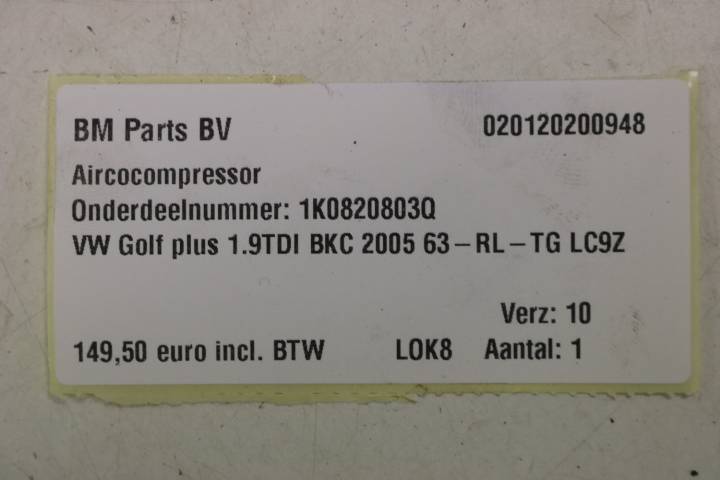 BM Parts BV 020120200948
Aircocompressor
Onderdeelnummer: 1K0820803Q
VW Golf plus 1.9TDI BKC 2005 63-RL-TG LC9Z
Verz: 10
149,50 euro incl. BTW LOK8 Aantal: 1